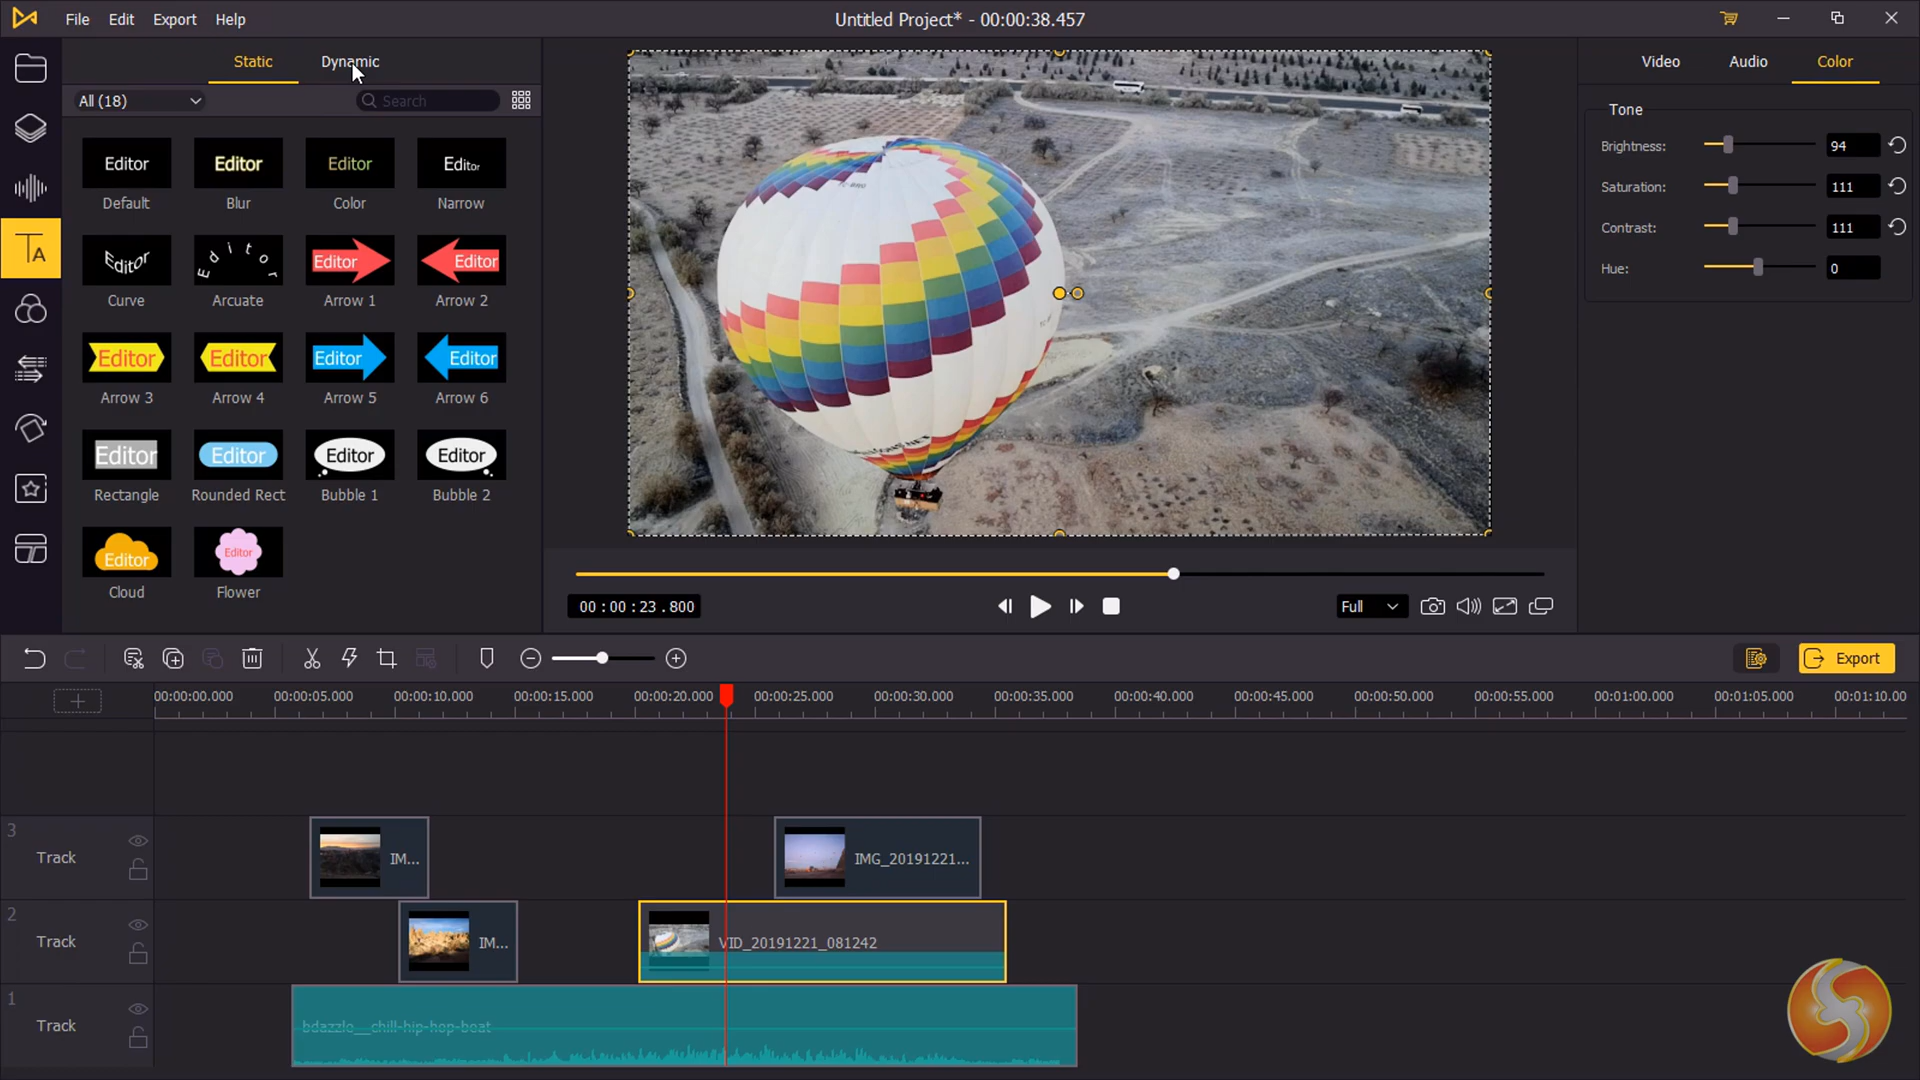 File Edit Export Help
Untitled Project* - 00:00:38.457
Static Dynamic
Video Audio Color
All (18)
Search
Tone
Brightness: 94
Saturation: 111
Contrast: 111
Hue: 0
Editor Editor Editor Editor
Default Blur Color Narrow
Editor Editor Editor Editor
Curve Arcuate Arrow 1 Arrow 2
Editor Editor Editor Editor
Arrow 3 Arrow 4 Arrow 5 Arrow 6
Editor Editor Editor Editor
Rectangle Rounded Rect Bubble 1 Bubble 2
Editor Editor
Cloud Flower
00 : 00 : 23 . 800
Full
Export
00:00:00.000 00:00:05.000 00:00:10.000 00:00:15.000 00:00:20.000 00:00:25.000 00:00:30.000 00:00:35.000 00:00:40.000 00:00:45.000 00:00:50.000 00:00:55.000 00:01:00.000 00:01:05.000 00:01:10.00
3
Track
IM...
IMG_20191221...
2
Track
IM...
VID_20191221_081242
1
Track
bdazzle__chill-hip-hop-beat